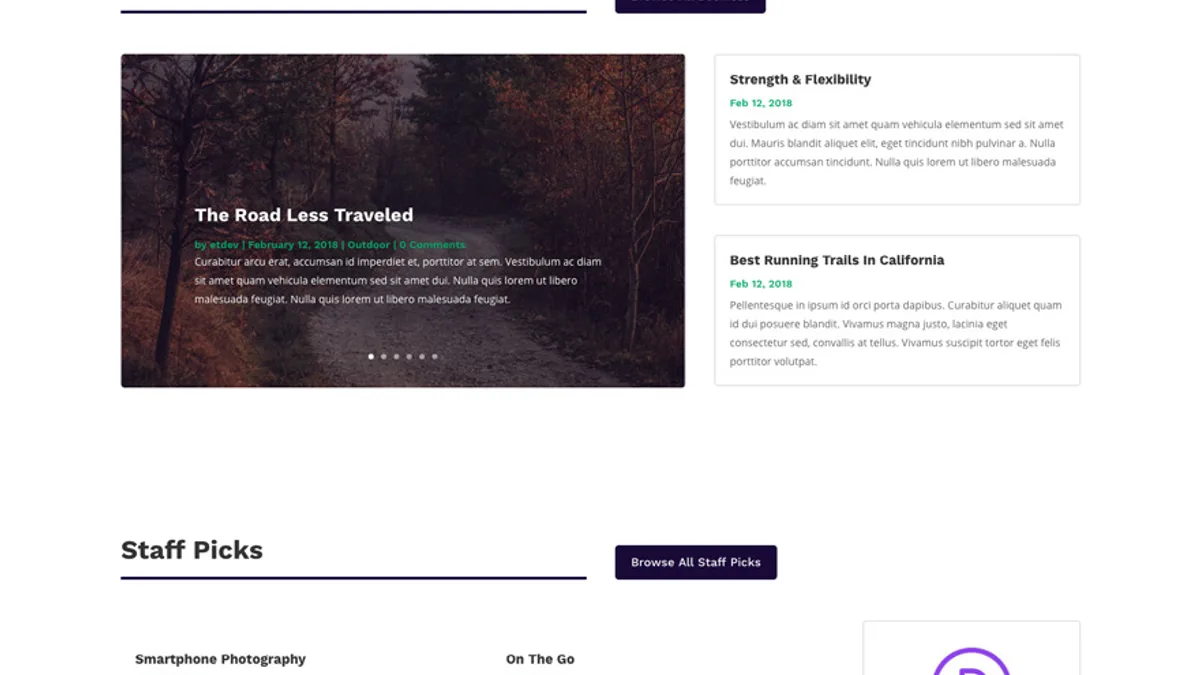 The Road Less Traveled
by etdev | February 12, 2018 | Outdoor | 0 Comments
Curabitur arcu erat, accumsan id imperdiet et, porttitor at sem. Vestibulum ac diam
sit amet quam vehicula elementum sed sit amet dui. Nulla quis lorem ut libero
malesuada feugiat. Nulla quis lorem ut libero malesuada feugiat.
Strength & Flexibility
Feb 12, 2018
Vestibulum ac diam sit amet quam vehicula elementum sed sit amet
dui. Mauris blandit aliquet elit, eget tincidunt nibh pulvinar a. Nulla
porttitor accumsan tincidunt. Nulla quis lorem ut libero malesuada
feugiat.
Best Running Trails In California
Feb 12, 2018
Pellentesque in ipsum id orci porta dapibus. Curabitur aliquet quam
id dui posuere blandit. Vivamus magna justo, lacinia eget
consectetur sed, convallis at tellus. Vivamus suscipit tortor eget felis
porttitor volutpat.
Staff Picks
Browse All Staff Picks
Smartphone Photography
On The Go